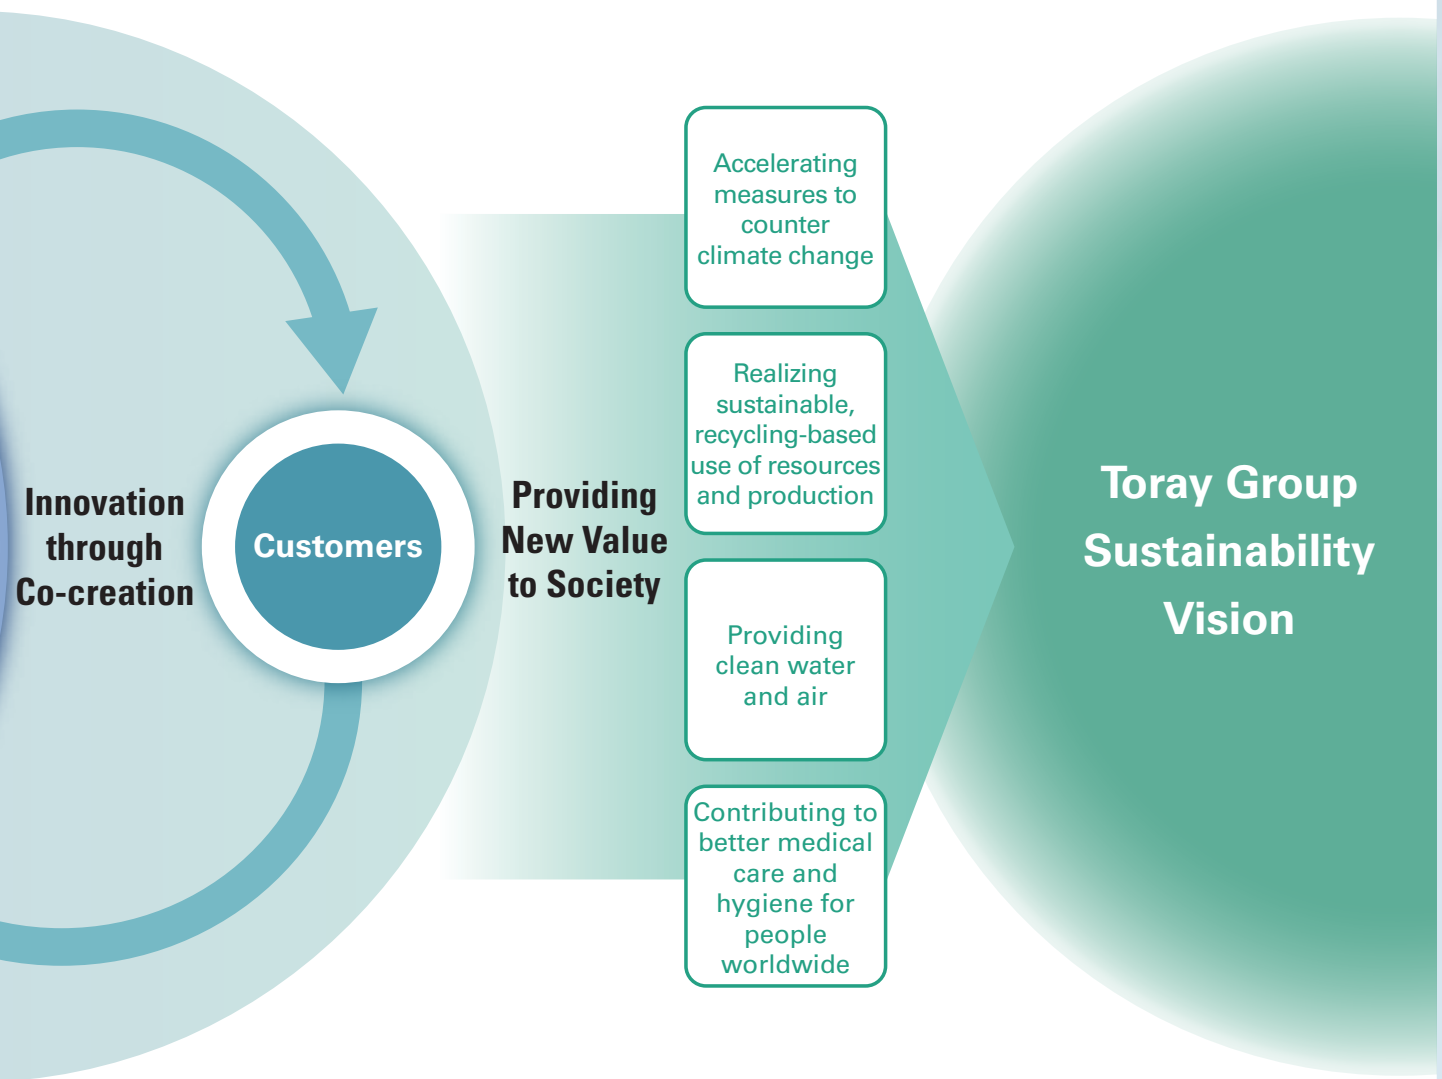 Innovation
through
Co-creation
Customers
Providing
New Value
to Society
Accelerating
measures to
counter
climate change
Realizing
sustainable,
recycling-based
use of resources
and production
Providing
clean water
and air
Contributing to
better medical
care and
hygiene for
people
worldwide
Toray Group
Sustainability
Vision